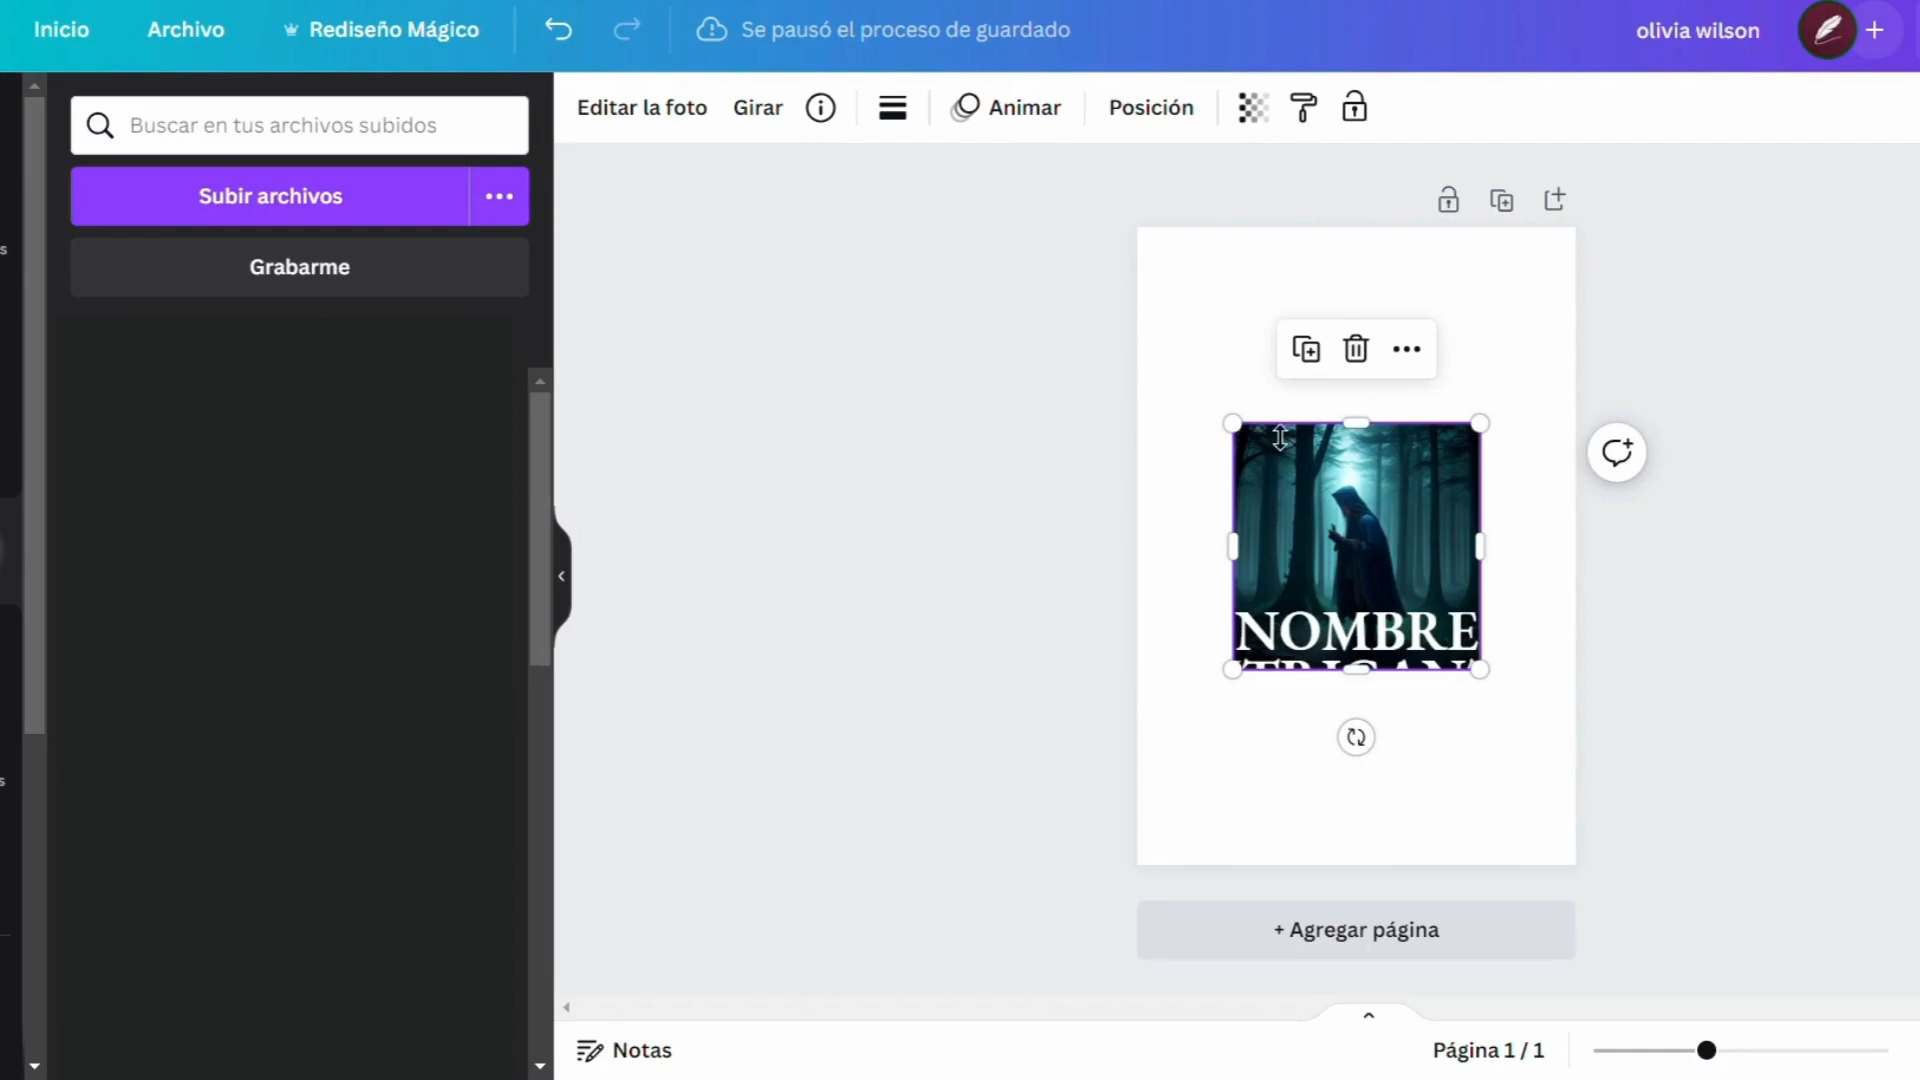 Inicio
Archivo
Rediseño Mágico
Se pausó el proceso de guardado
olivia wilson
Buscar en tus archivos subidos
Subir archivos
Grabarme
Editar la foto
Girar
Animar
Posición
NOMBRE
+ Agregar página
Notas
Página 1 / 1